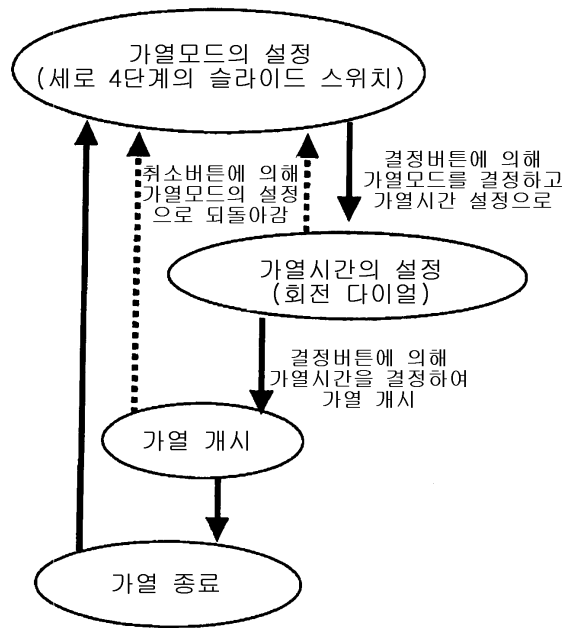 가열모드의 설정
(세로 4단계의 슬라이드 스위치)
취소버튼에 의해
가열모드의 설정
으로 되돌아감
결정버튼에 의해
가열모드를 결정하고
가열시간 설정으로
가열시간의 설정
(회전 다이얼)
결정버튼에 의해
가열시간을 결정하여
가열 개시
가열 개시
가열 종료